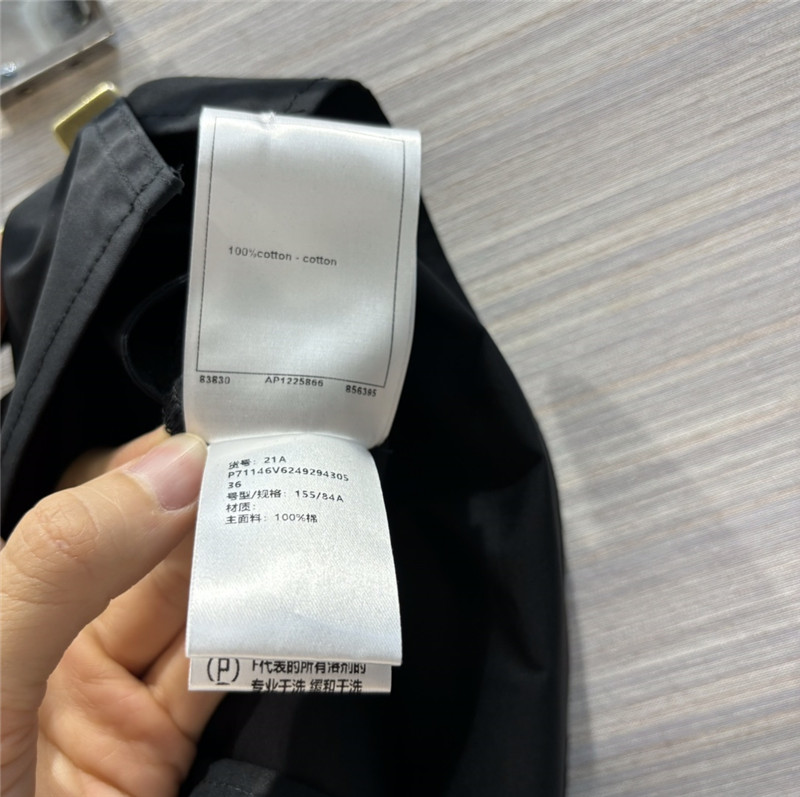 100%cotton - cotton
83830 AP1225866 856385
货号: 21A
P71146V6249294305
36
号型/规格: 155/84A
材质:
主面料: 100%棉
(P) F代表的所有溶剂的
专业干洗 缓和干洗